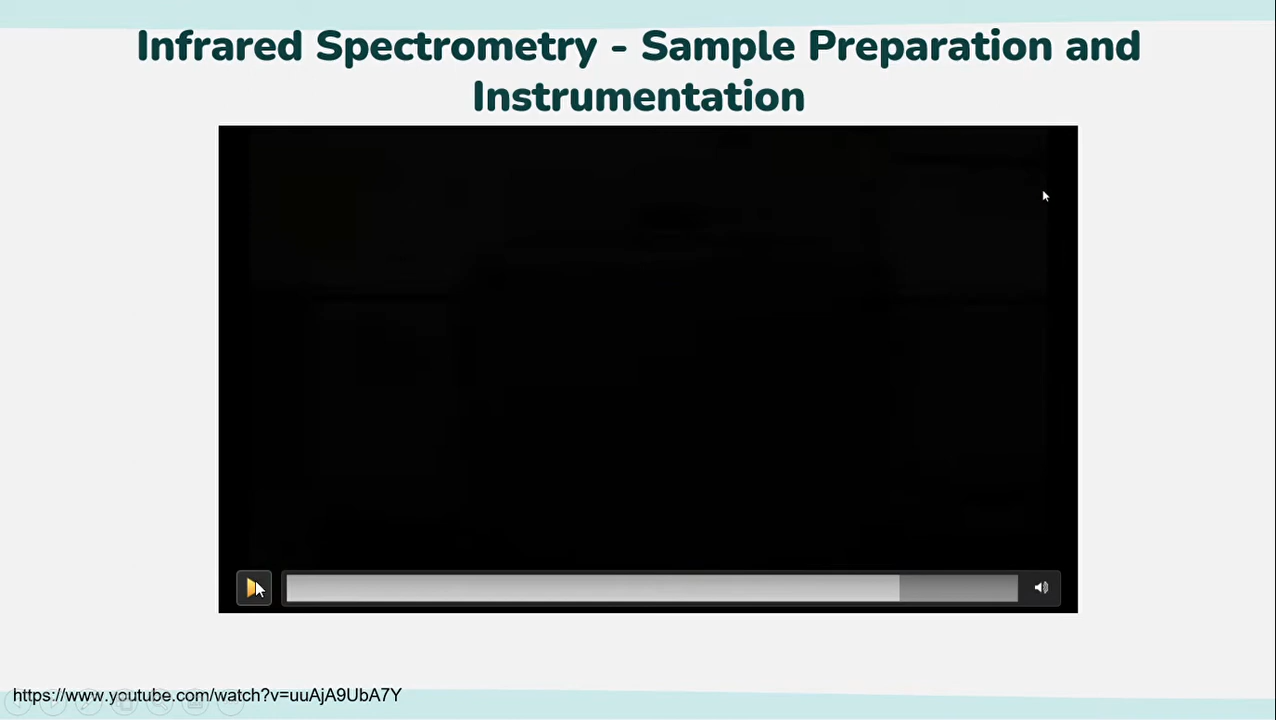 Infrared Spectrometry - Sample Preparation and
Instrumentation
https://www.youtube.com/watch?v=uuAjA9UbA7Y